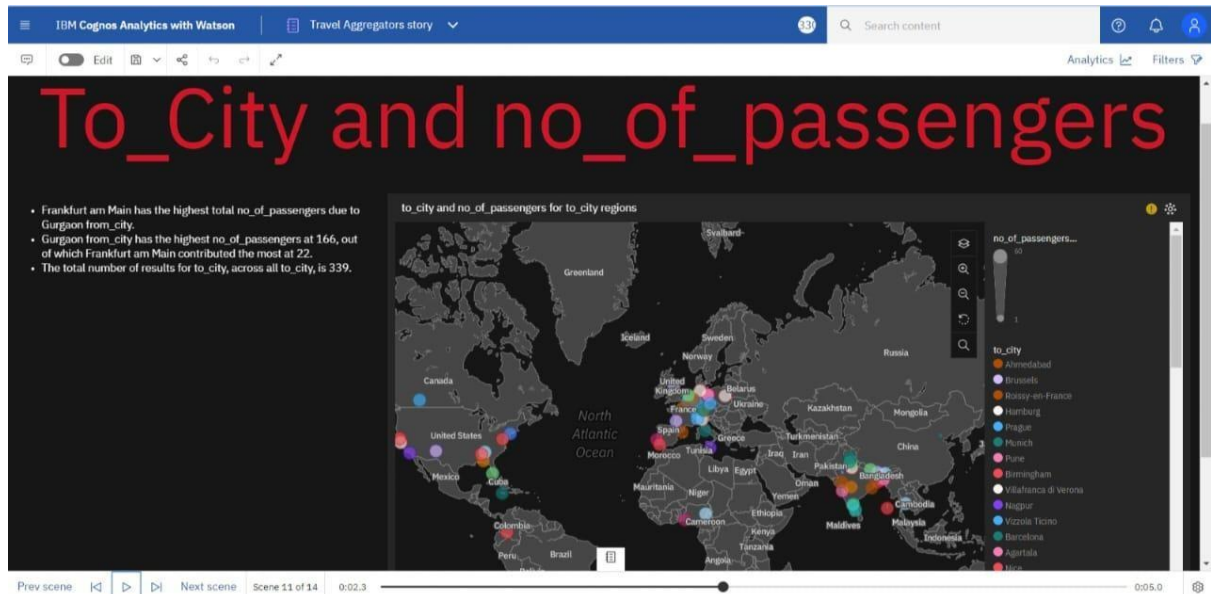 IBM Cognos Analytics with Watson
Travel Aggregators story
Search content
Edit
Analytics
Filters
To_City and no_of_passengers
• Frankfurt am Main has the highest total no_of_passengers due to
Gurgaon from_city.
• Gurgaon from_city has the highest no_of_passengers at 166, out
of which Frankfurt am Main contributed the most at 22.
• The total number of results for to_city, across all to_city, is 339.
to_city and no_of_passengers for to_city regions
Svalbard
Greenland
Iceland
Sweden
Norway
Russia
Canada
United
Kingdom
Belarus
Ukraine
France
Kazakhstan
Mongolia
North
Atlantic
Ocean
United States
Spain
Greece
Turkmenistan
China
Morocco
Tunisia
Iraq
Iran
Mexico
Cuba
Libya
Egypt
Pakistan
Bangladesh
Mauritania
Niger
Oman
Yemen
Cambodia
Cameroon
Ethiopia
Maldives
Malaysia
Colombia
Kenya
Indonesia
Peru
Brazil
Tanzania
Angola
no_of_passengers...
60
1
to_city
Ahmedabad
Brussels
Roissy-en-France
Hamburg
Prague
Munich
Pune
Birmingham
Villafranca di Verona
Nagpur
Vizzola Ticino
Barcelona
Agartala
Nice
Prev scene
Next scene
Scene 11 of 14
0:02.3
0:05.0